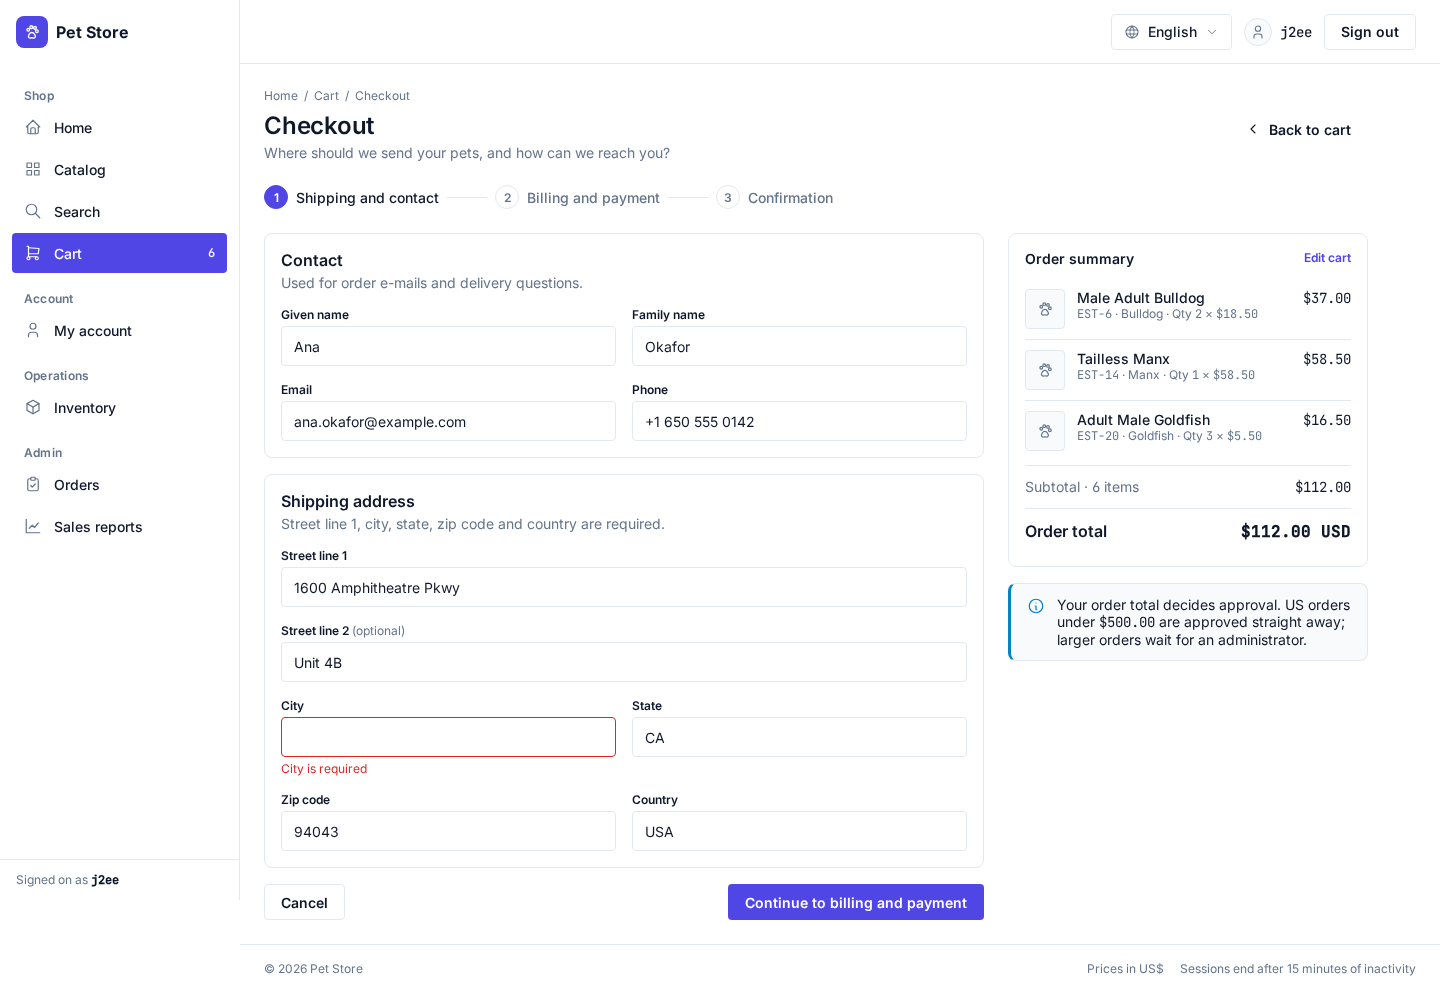 Pet Store
Shop
Home
Catalog
Search
Cart 6
Account
My account
Operations
Inventory
Admin
Orders
Sales reports
Signed on as j2ee
English
j2ee
Sign out
Home / Cart / Checkout
Checkout
Where should we send your pets, and how can we reach you?
Back to cart
1 Shipping and contact
2 Billing and payment
3 Confirmation
Contact
Used for order e-mails and delivery questions.
Given name
Ana
Family name
Okafor
Email
ana.okafor@example.com
Phone
+1 650 555 0142
Shipping address
Street line 1, city, state, zip code and country are required.
Street line 1
1600 Amphitheatre Pkwy
Street line 2 (optional)
Unit 4B
City
City is required
State
CA
Zip code
94043
Country
USA
Cancel
Continue to billing and payment
Order summary
Edit cart
Male Adult Bulldog $37.00
EST-6 · Bulldog · Qty 2 × $18.50
Tailless Manx $58.50
EST-14 · Manx · Qty 1 × $58.50
Adult Male Goldfish $16.50
EST-20 · Goldfish · Qty 3 × $5.50
Subtotal · 6 items $112.00
Order total $112.00 USD
Your order total decides approval. US orders
under $500.00 are approved straight away;
larger orders wait for an administrator.
© 2026 Pet Store
Prices in US$
Sessions end after 15 minutes of inactivity